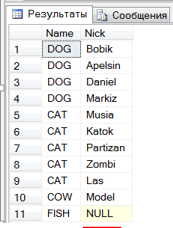 Результаты Сообщения
Name Nick
1 DOG Bobik
2 DOG Apelsin
3 DOG Daniel
4 DOG Markiz
5 CAT Musia
6 CAT Katok
7 CAT Partizan
8 CAT Zombi
9 CAT Las
10 COW Model
11 FISH NULL